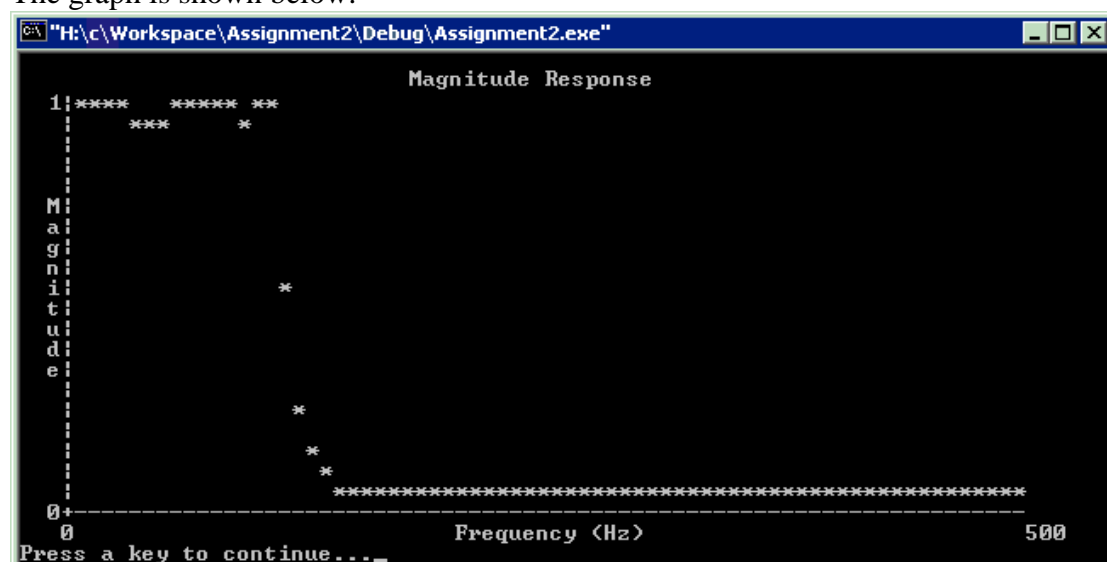 The graph is shown below.
"H:\c\Workspace\Assignment2\Debug\Assignment2.exe"
Magnitude Response
1¦**** ***** **
¦ *** *
Magnitude
0+
0 Frequency (Hz) 500
Press a key to continue..._